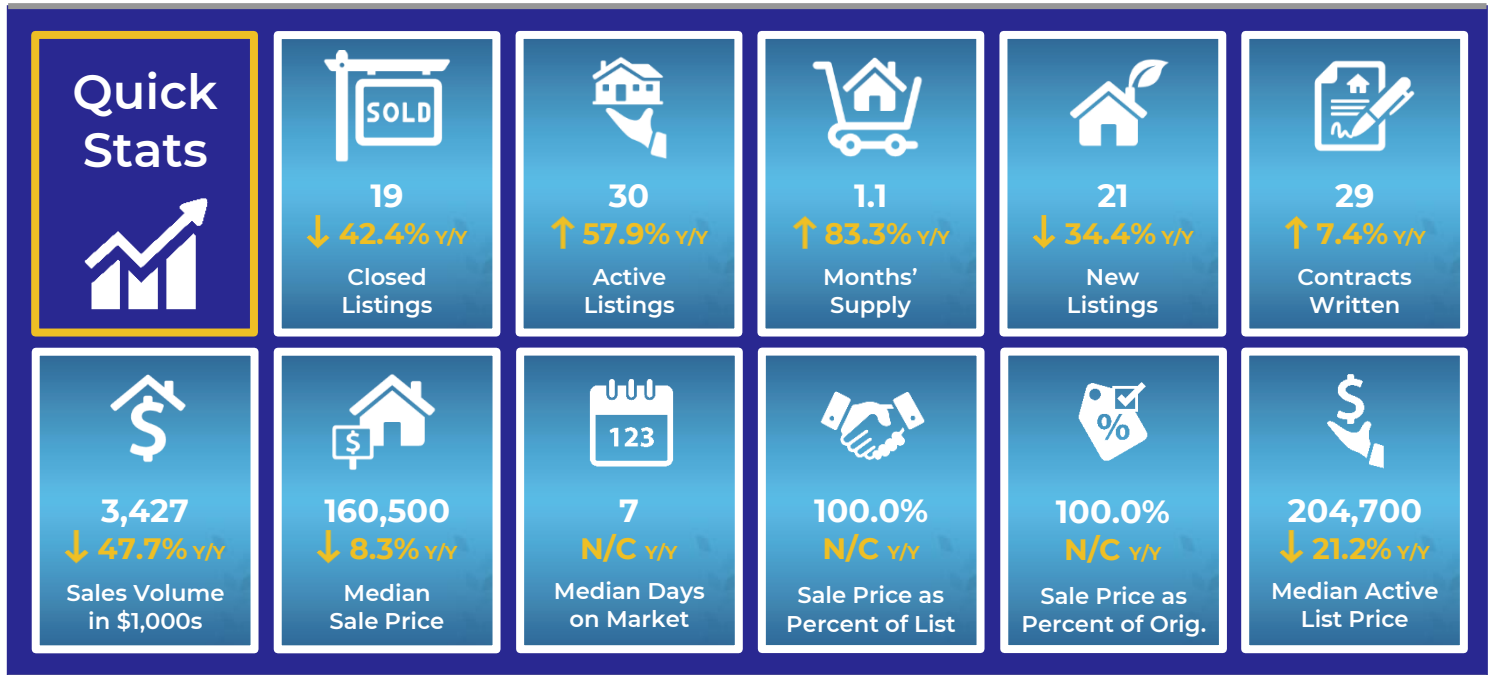 Quick
Stats
SOLD
19
↓ 42.4% Y/Y
Closed
Listings
30
↑ 57.9% Y/Y
Active
Listings
1.1
↑ 83.3% Y/Y
Months’
Supply
21
↓ 34.4% Y/Y
New
Listings
29
↑ 7.4% Y/Y
Contracts
Written
$
3,427
↓ 47.7% Y/Y
Sales Volume
in $1,000s
$
160,500
↓ 8.3% Y/Y
Median
Sale Price
123
7
N/C Y/Y
Median Days
on Market
100.0%
N/C Y/Y
Sale Price as
Percent of List
%
100.0%
N/C Y/Y
Sale Price as
Percent of Orig.
$
204,700
↓ 21.2% Y/Y
Median Active
List Price